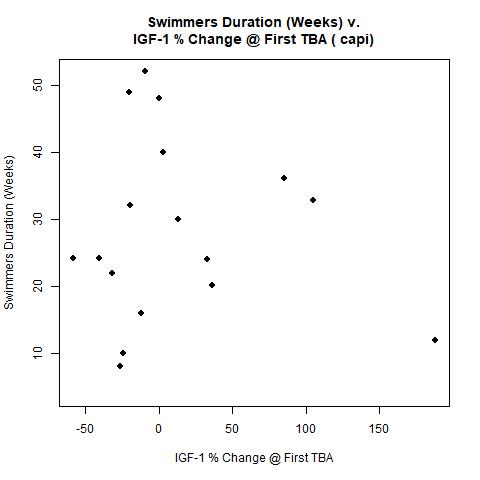 Swimmers Duration (Weeks) v.
IGF-1 % Change @ First TBA ( capi)
Swimmers Duration (Weeks)
50
40
30
20
10
-50 0 50 100 150
IGF-1 % Change @ First TBA